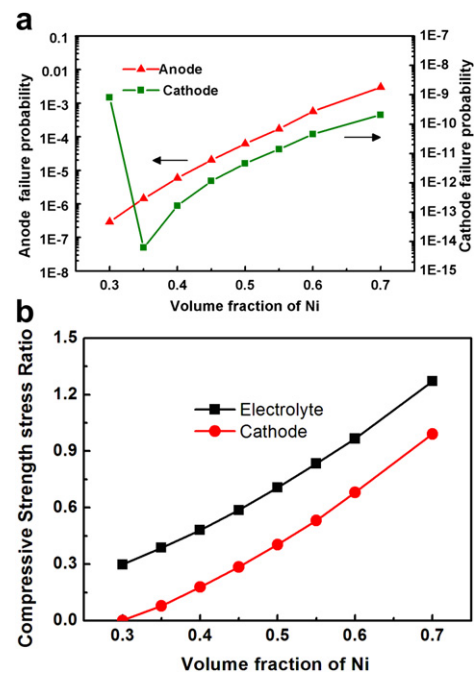 a
0.1
0.01
1E-3
1E-4
1E-5
1E-6
1E-7
1E-8
Anode failure probability
Anode
Cathode
1E-7
1E-8
1E-9
1E-10
1E-11
1E-12
1E-13
1E-14
1E-15
Cathode failure probability
0.3 0.4 0.5 0.6 0.7
Volume fraction of Ni
b
1.5
1.2
0.9
0.6
0.3
0.0
Compressive Strength stress Ratio
Electrolyte
Cathode
0.3 0.4 0.5 0.6 0.7
Volume fraction of Ni